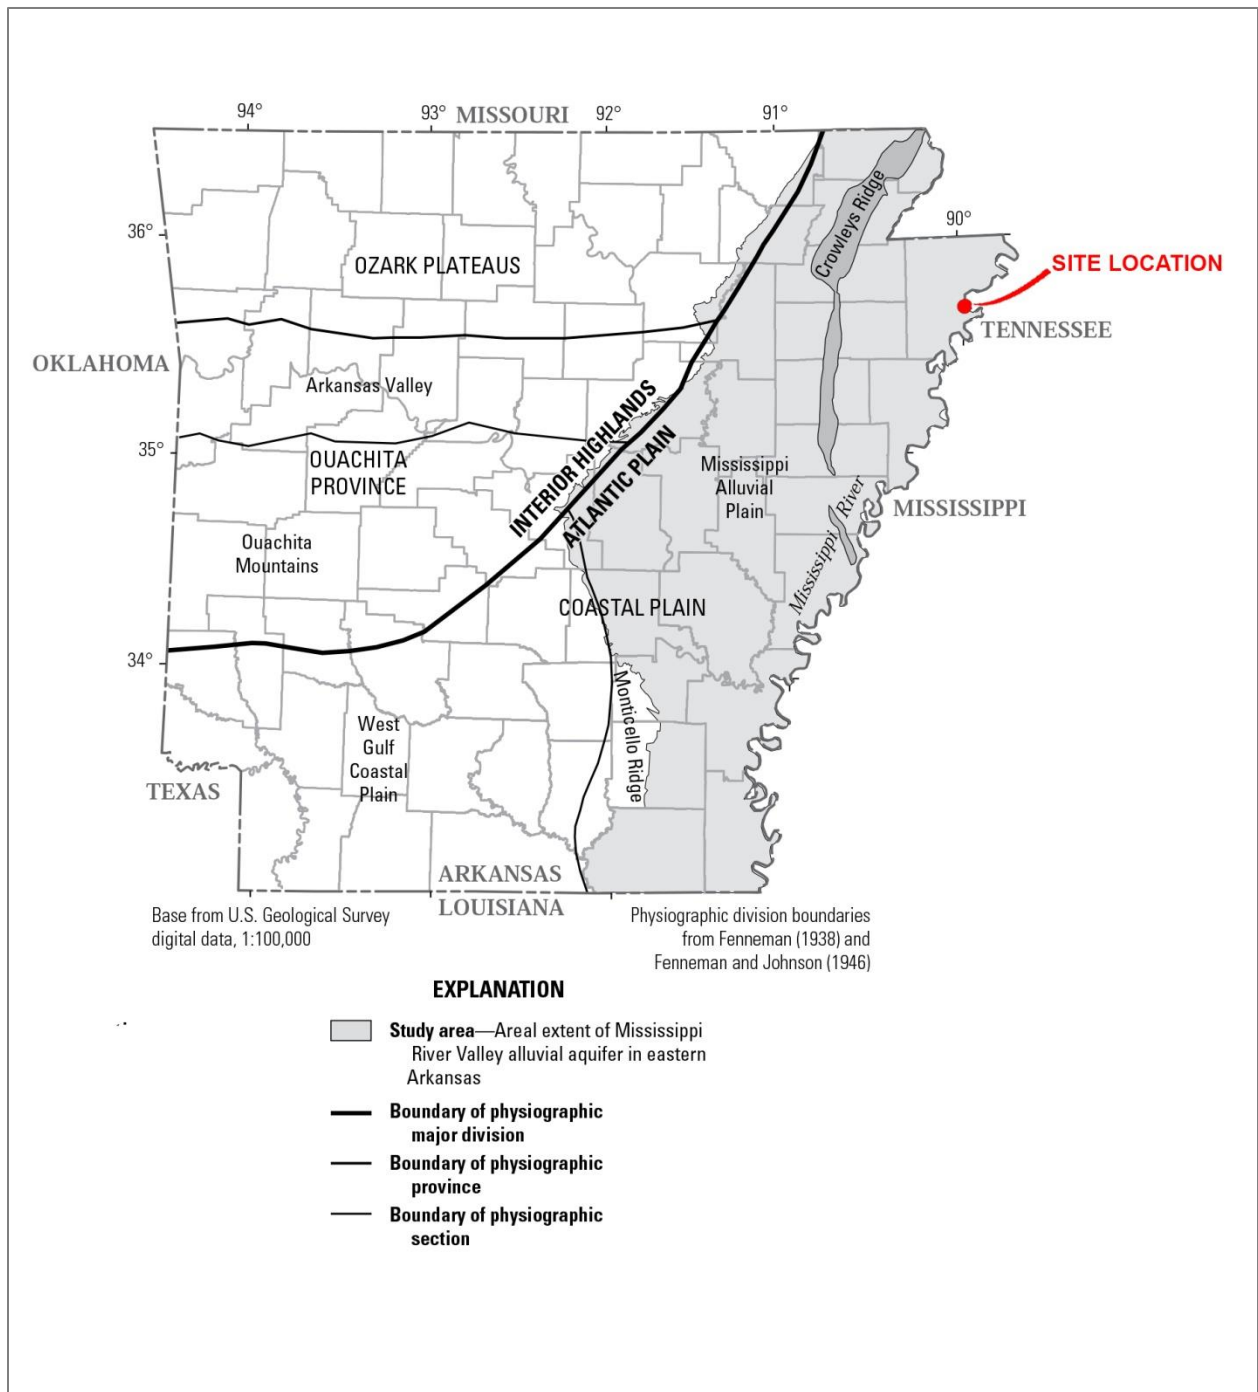 94°
93°
MISSOURI
92°
91°
36°
90°
Crowleys Ridge
OZARK PLATEAUS
SITE LOCATION
TENNESSEE
OKLAHOMA
Arkansas Valley
INTERIOR HIGHLANDS
ATLANTIC PLAIN
35°
OUACHITA
PROVINCE
Mississippi
Alluvial
Plain
Mississippi River
MISSISSIPPI
Ouachita
Mountains
COASTAL PLAIN
34°
Monticello Ridge
West
Gulf
Coastal
Plain
TEXAS
ARKANSAS
LOUISIANA
Base from U.S. Geological Survey
digital data, 1:100,000
Physiographic division boundaries
from Fenneman (1938) and
Fenneman and Johnson (1946)
EXPLANATION
Study area—Areal extent of Mississippi
River Valley alluvial aquifer in eastern
Arkansas
Boundary of physiographic
major division
Boundary of physiographic
province
Boundary of physiographic
section